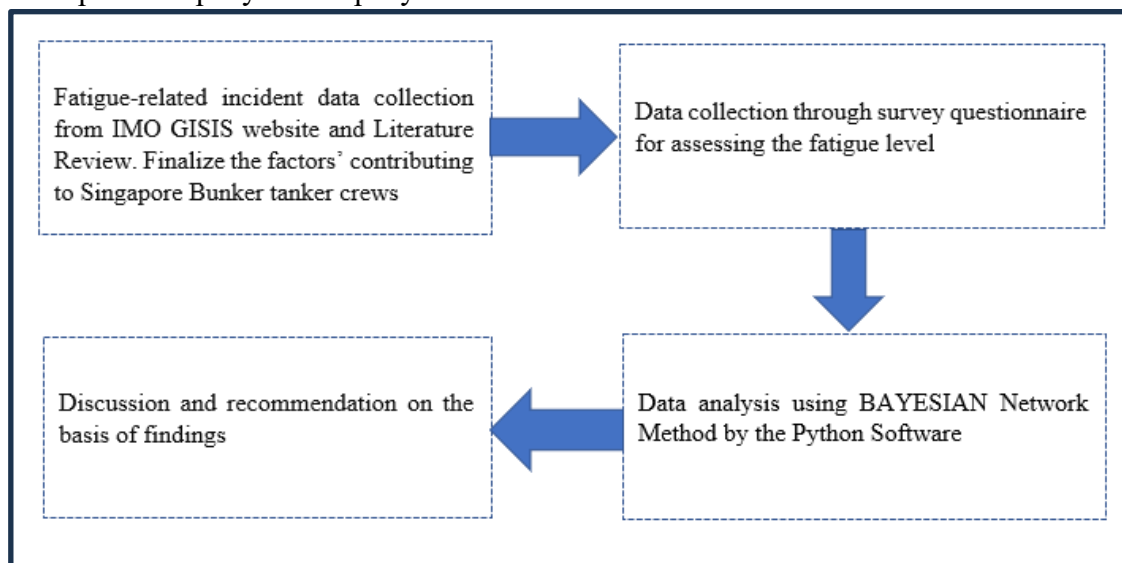 Fatigue-related incident data collection
from IMO GISIS website and Literature
Review. Finalize the factors’ contributing
to Singapore Bunker tanker crews
Data collection through survey questionnaire
for assessing the fatigue level
Data analysis using BAYESIAN Network
Method by the Python Software
Discussion and recommendation on the
basis of findings